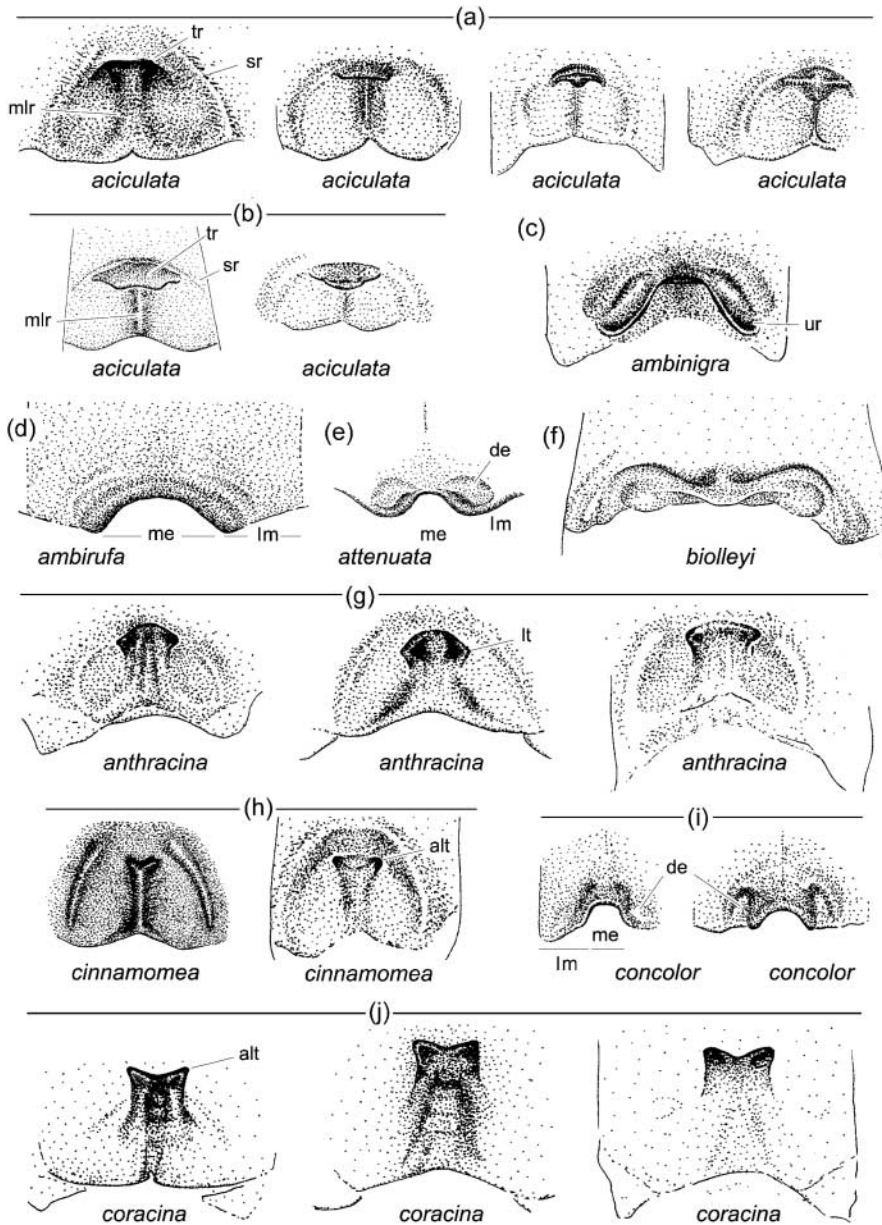 (a)
tr
sr
mlr
aciculata aciculata aciculata aciculata
(b)
(c)
tr
sr
mlr
ur
aciculata aciculata ambinigra
(d) (e) (f)
de
me lm me lm
ambirufa attenuata biolleyi
(g)
lt
anthracina anthracina anthracina
(h) (i)
alt
de
me
lm
cinnamomea cinnamomea concolor concolor
(j)
alt
coracina coracina coracina